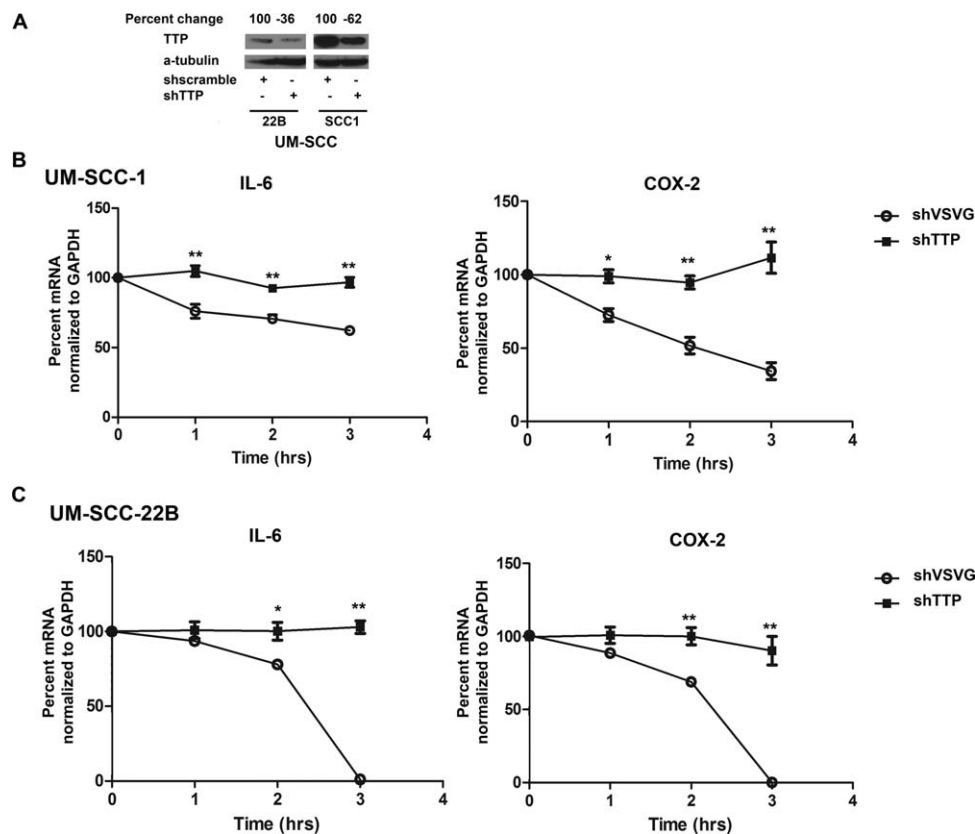 A
Percent change 100 -36 100 -62
TTP
a-tubulin
shscramble + - + -
shTTP - + - +
22B SCC1
UM-SCC
B
UM-SCC-1
IL-6
Percent mRNA
normalized to GAPDH
150
100
50
0
** ** **
0 1 2 3 4
Time (hrs)
COX-2
Percent mRNA
normalized to GAPDH
150
100
50
0
* ** **
0 1 2 3 4
Time (hrs)
shVSVG
shTTP
C
UM-SCC-22B
IL-6
Percent mRNA
normalized to GAPDH
150
100
50
0
* **
0 1 2 3 4
Time (hrs)
COX-2
Percent mRNA
normalized to GAPDH
150
100
50
0
** **
0 1 2 3 4
Time (hrs)
shVSVG
shTTP